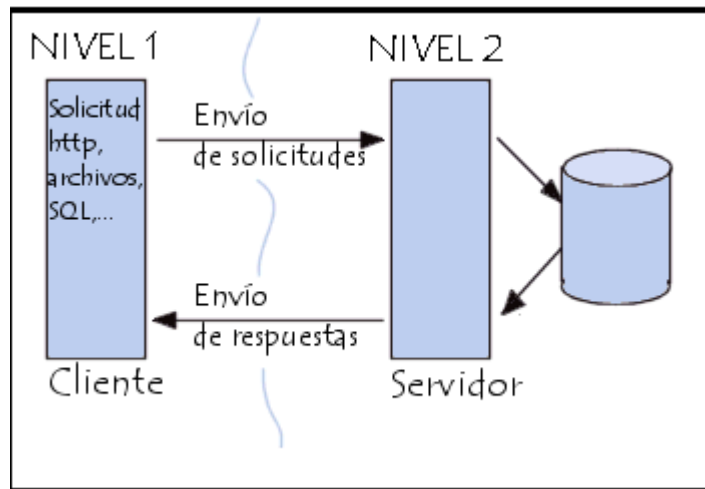 NIVEL 1
NIVEL 2
Solicitud
http,
archivos,
SQL,...
Envío
de solicitudes
Envío
de respuestas
Cliente
Servidor